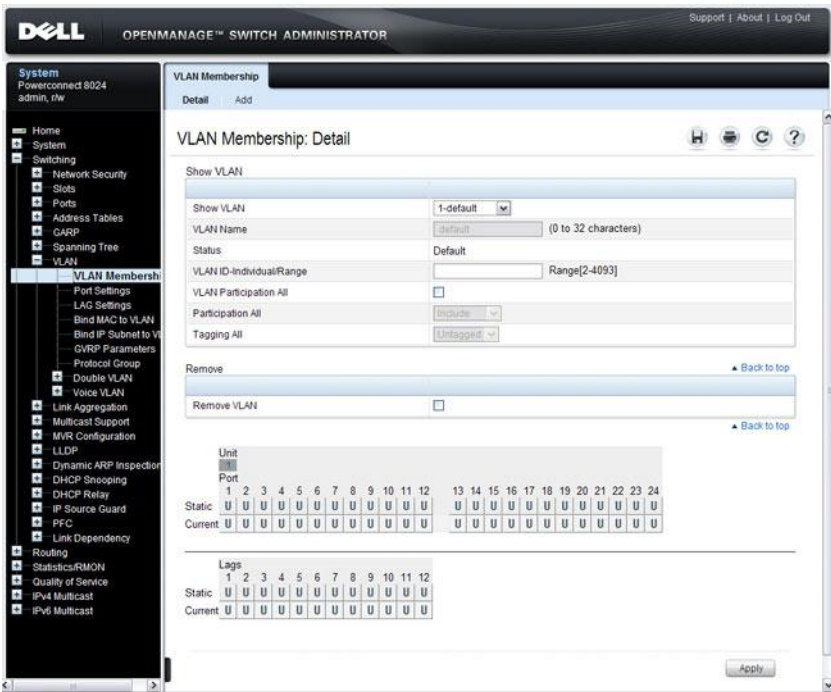 Support | About | Log Out
DELL
OPENMANAGE™ SWITCH ADMINISTRATOR
System
Powerconnect 8024
admin, r/w
Home
System
Switching
Network Security
Slots
Ports
Address Tables
GARP
Spanning Tree
VLAN
VLAN Membershi
Port Settings
LAG Settings
Bind MAC to VLAN
Bind IP Subnet to Vl
GVRP Parameters
Protocol Group
Double VLAN
Voice VLAN
Link Aggregation
Multicast Support
MVR Configuration
LLDP
Dynamic ARP Inspection
DHCP Snooping
DHCP Relay
IP Source Guard
PFC
Link Dependency
Routing
Statistics/RMON
Quality of Service
IPv4 Multicast
IPv6 Multicast
VLAN Membership
Detail Add
VLAN Membership: Detail
Show VLAN
Show VLAN 1-default
VLAN Name default (0 to 32 characters)
Status Default
VLAN ID-Individual/Range Range[2-4093]
VLAN Participation All
Participation All Include
Tagging All Untagged
Remove Back to top
Remove VLAN
Back to top
Unit
1
Port
1 2 3 4 5 6 7 8 9 10 11 12 13 14 15 16 17 18 19 20 21 22 23 24
Static U U U U U U U U U U U U U U U U U U U U U U U U
Current U U U U U U U U U U U U U U U U U U U U U U U U
Lags
1 2 3 4 5 6 7 8 9 10 11 12
Static U U U U U U U U U U U U
Current U U U U U U U U U U U U
Apply